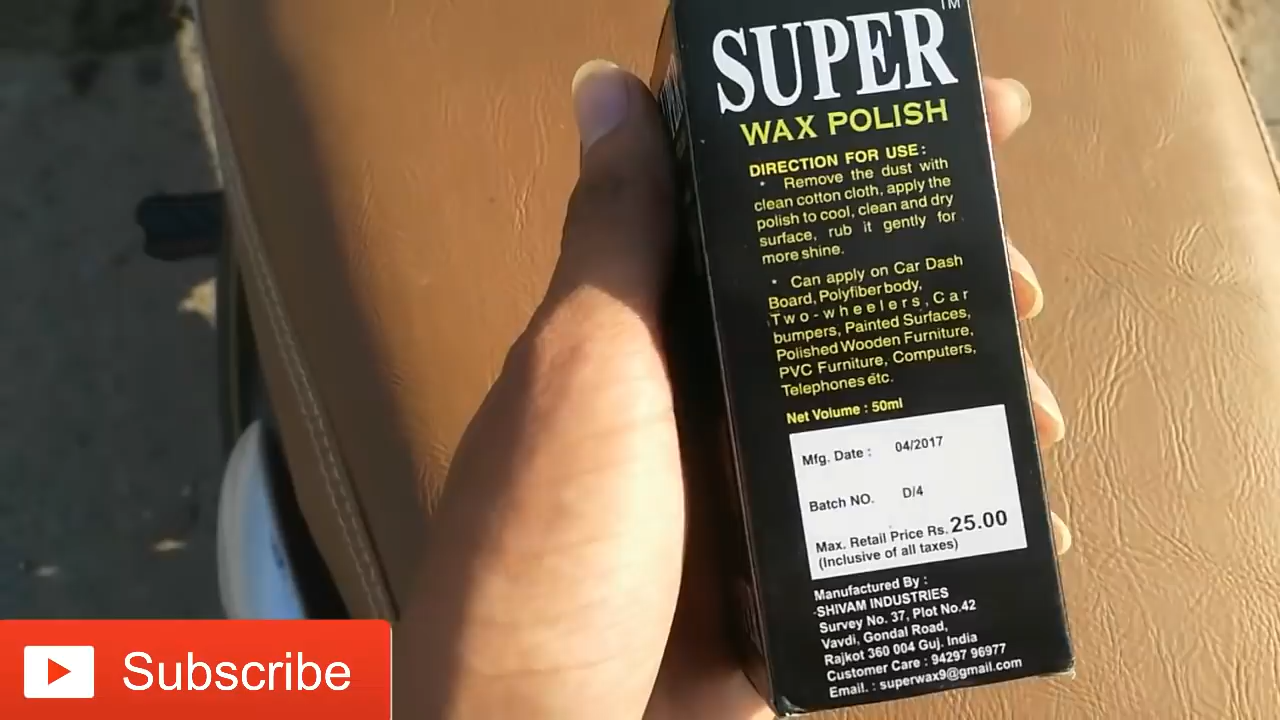 SUPER™
WAX POLISH
DIRECTION FOR USE :
* Remove the dust with
clean cotton cloth, apply the
polish to cool, clean and dry
surface, rub it gently for
more shine.
* Can apply on Car Dash
Board, Polyfiber body,
Two-wheelers, Car
bumpers, Painted Surfaces,
Polished Wooden Furniture,
PVC Furniture, Computers,
Telephones etc.
Net Volume : 50ml
Mfg. Date : 04/2017
Batch NO. D/4
Max. Retail Price Rs. 25.00
(Inclusive of all taxes)
Manufactured By :
SHIVAM INDUSTRIES
Survey No. 37, Plot No.42
Vavdi, Gondal Road,
Rajkot 360 004 Guj. India
Customer Care : 94297 96977
Email. : superwax9@gmail.com
Subscribe